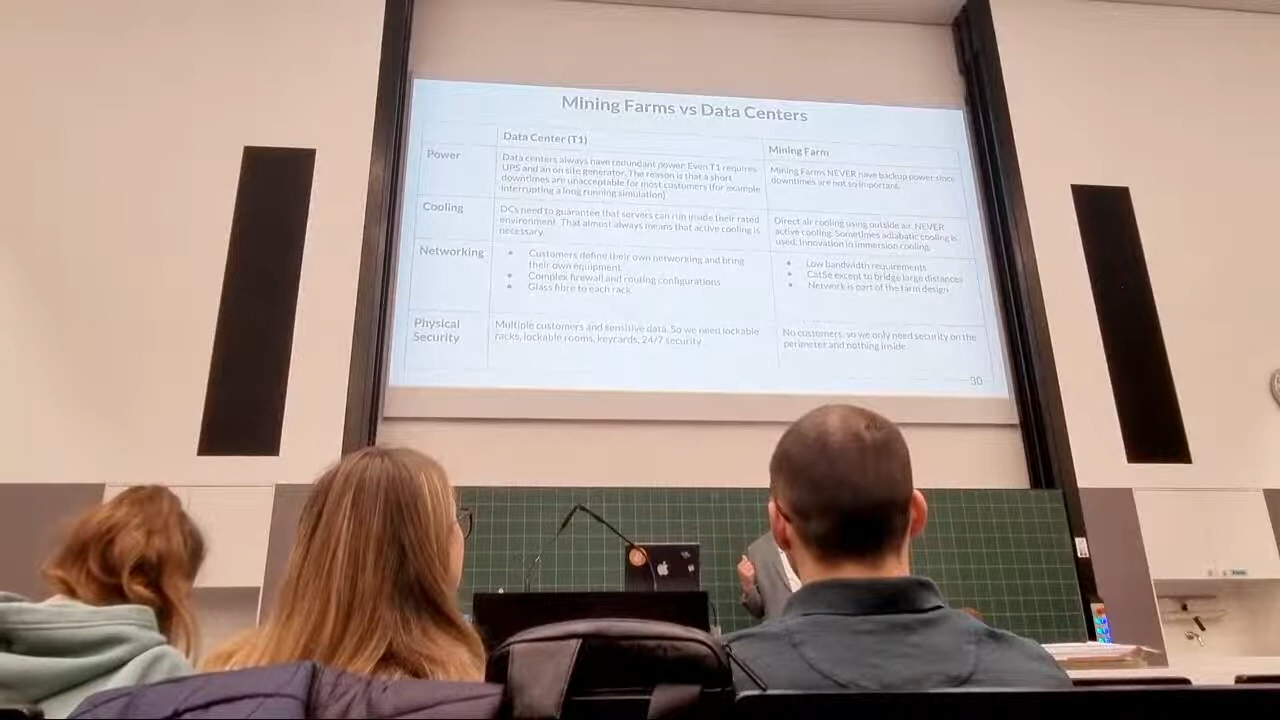 Mining Farms vs Data Centers
Data Center (T1)
Mining Farm
Power
Data centers always have redundant power. Even T1 requires
UPS and an on site generator. The reason is that a short
downtimes are unacceptable for most customers (for example
interrupting a long running simulation)
Mining Farms NEVER have backup power since
downtimes are not so important.
Cooling
DCs need to guarantee that servers can run inside their rated
environment. That almost always means that active cooling is
necessary.
Direct air cooling using outside air. NEVER
active cooling. Sometimes adiabatic cooling is
used. Innovation in immersion cooling.
Networking
• Customers define their own networking and bring
their own equipment
• Complex firewall and routing configurations
• Glass fibre to each rack
• Low bandwidth requirements
• Cat5e except to bridge large distances
• Network is part of the farm design
Physical
Security
Multiple customers and sensitive data. So we need lockable
racks, lockable rooms, keycards, 24/7 security
No customers, so we only need security on the
perimeter and nothing inside.
30